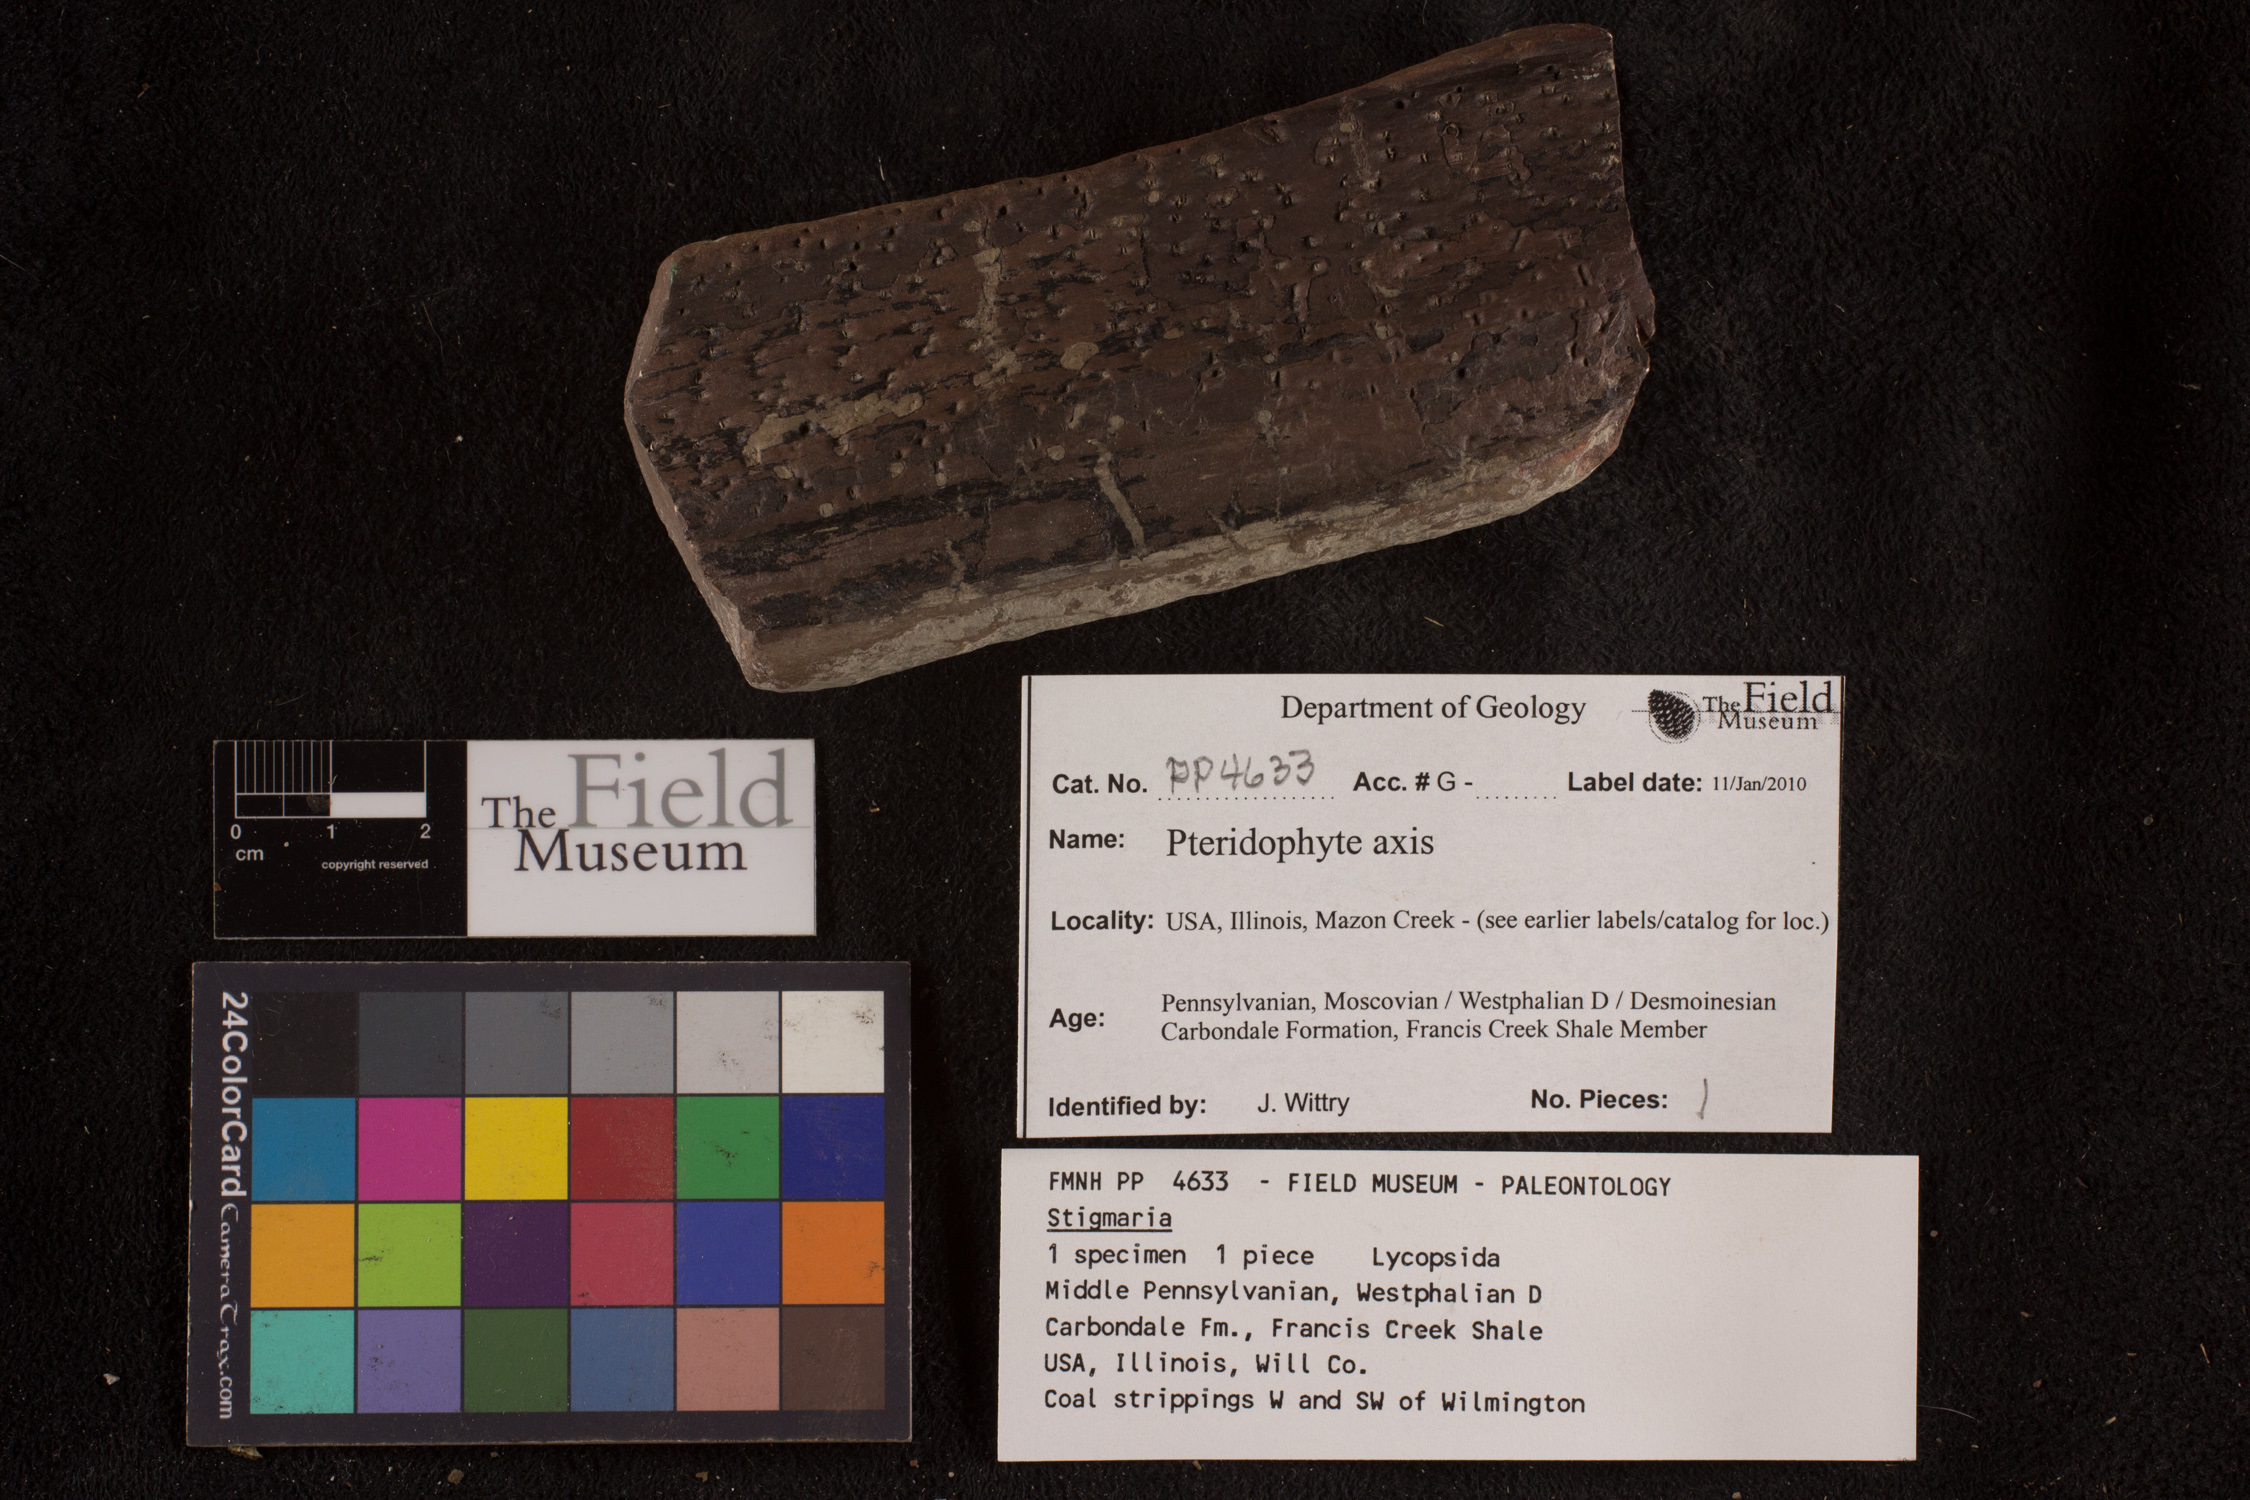 Department of Geology
The Field
Museum
Cat. No. PP4633 Acc. # G - Label date: 11/Jan/2010
Name: Pteridophyte axis
Locality: USA, Illinois, Mazon Creek - (see earlier labels/catalog for loc.)
Age: Pennsylvanian, Moscovian / Westphalian D / Desmoinesian
Carbondale Formation, Francis Creek Shale Member
Identified by: J. Wittry No. Pieces: 1
0 1 2
cm
copyright reserved
The Field
Museum
24ColorCard CameraTrax.com
FMNH PP 4633 - FIELD MUSEUM - PALEONTOLOGY
Stigmaria
1 specimen 1 piece Lycopsida
Middle Pennsylvanian, Westphalian D
Carbondale Fm., Francis Creek Shale
USA, Illinois, Will Co.
Coal strippings W and SW of Wilmington